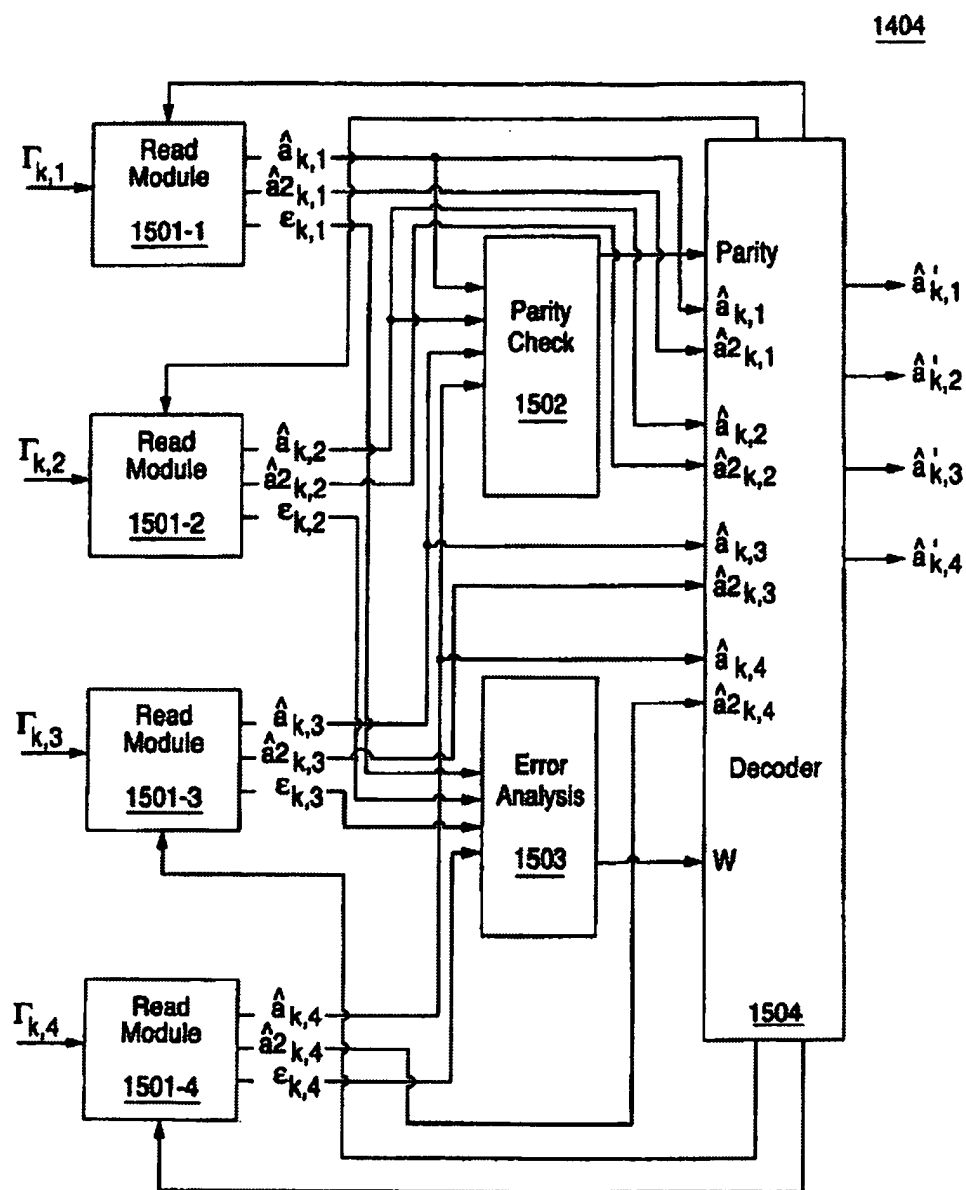 1404
Γk,1
Read
Module
1501-1
âk,1
â2k,1
εk,1
Γk,2
Read
Module
1501-2
âk,2
â2k,2
εk,2
Γk,3
Read
Module
1501-3
âk,3
â2k,3
εk,3
Γk,4
Read
Module
1501-4
âk,4
â2k,4
εk,4
Parity
Check
1502
Error
Analysis
1503
Parity
âk,1
â2k,1
âk,2
â2k,2
âk,3
â2k,3
âk,4
â2k,4
Decoder
W
1504
â'k,1
â'k,2
â'k,3
â'k,4